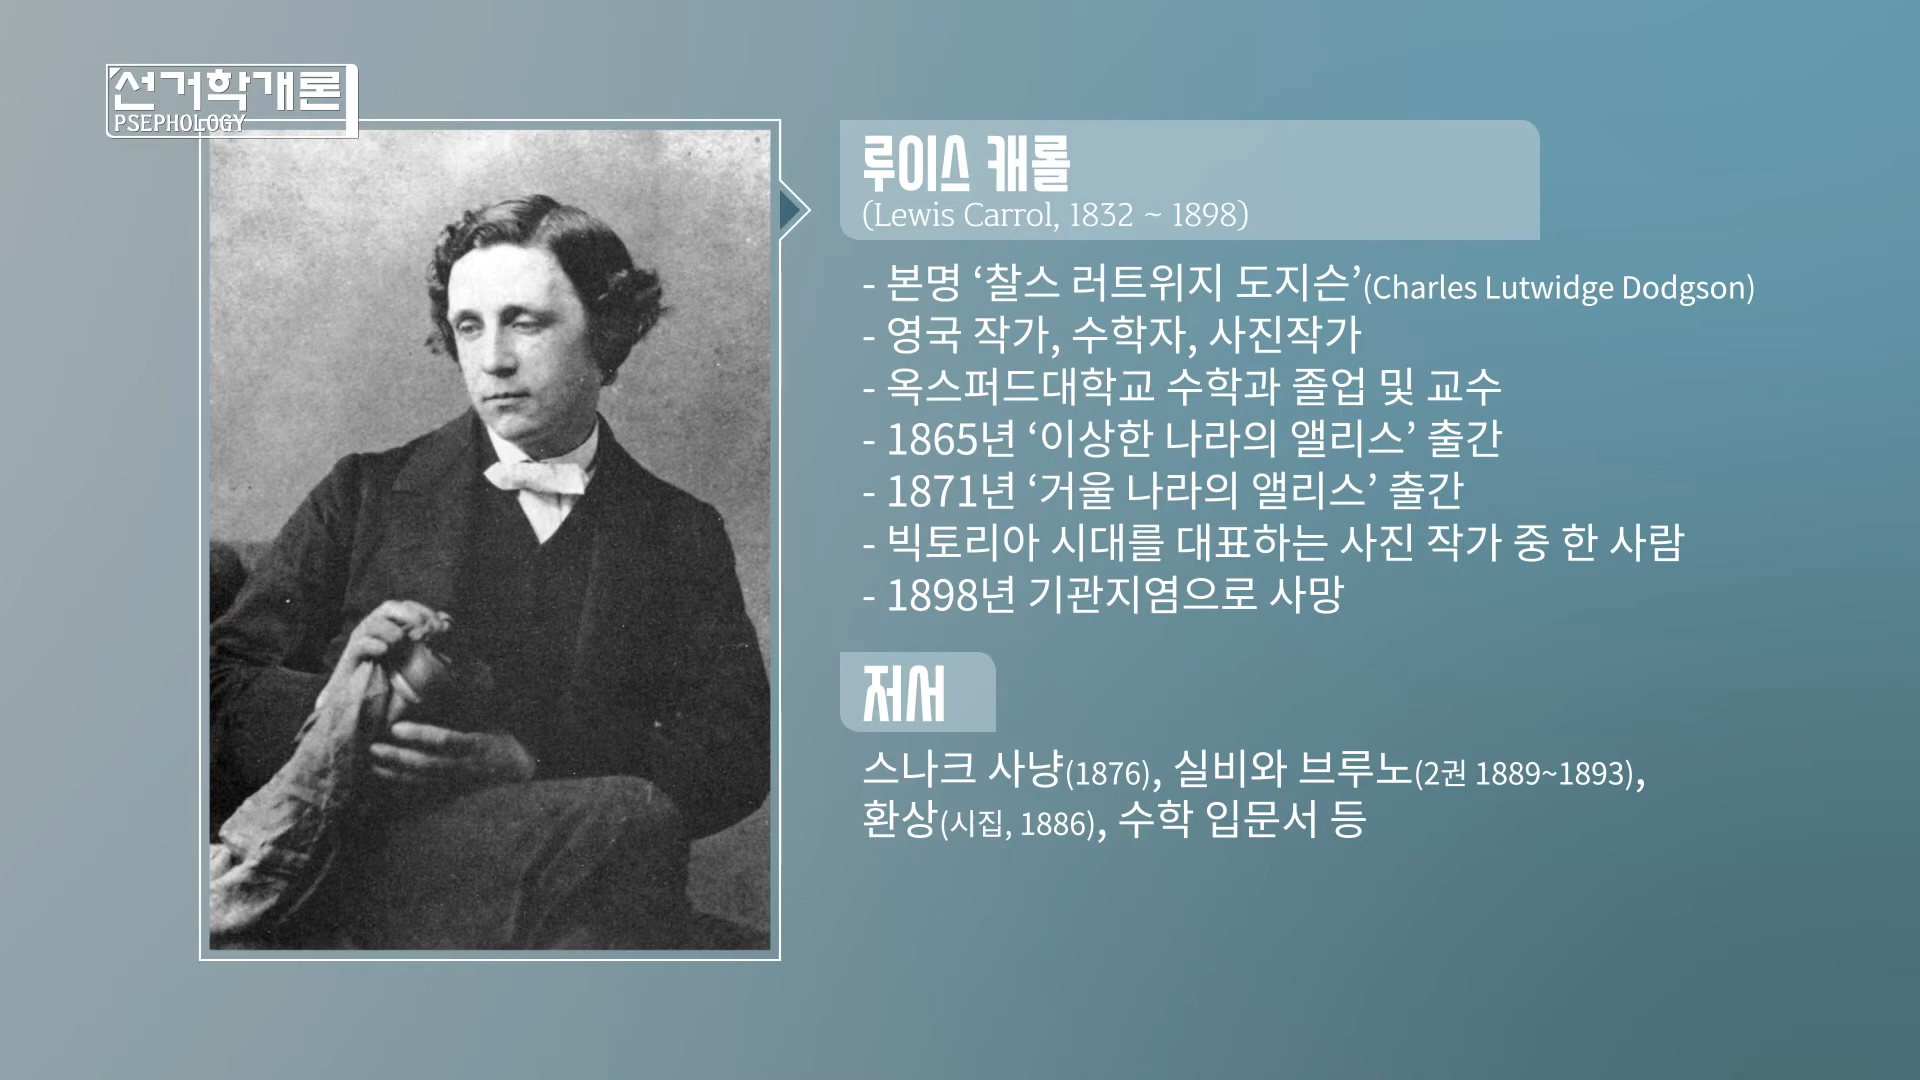 선거학개론
PSEPHOLOGY
루이스 캐롤
(Lewis Carrol, 1832 ~ 1898)
- 본명 ‘찰스 러트위지 도지슨’(Charles Lutwidge Dodgson)
- 영국 작가, 수학자, 사진작가
- 옥스퍼드대학교 수학과 졸업 및 교수
- 1865년 ‘이상한 나라의 앨리스’ 출간
- 1871년 ‘거울 나라의 앨리스’ 출간
- 빅토리아 시대를 대표하는 사진 작가 중 한 사람
- 1898년 기관지염으로 사망
저서
스나크 사냥(1876), 실비와 브루노(2권 1889~1893),
환상(시집, 1886), 수학 입문서 등